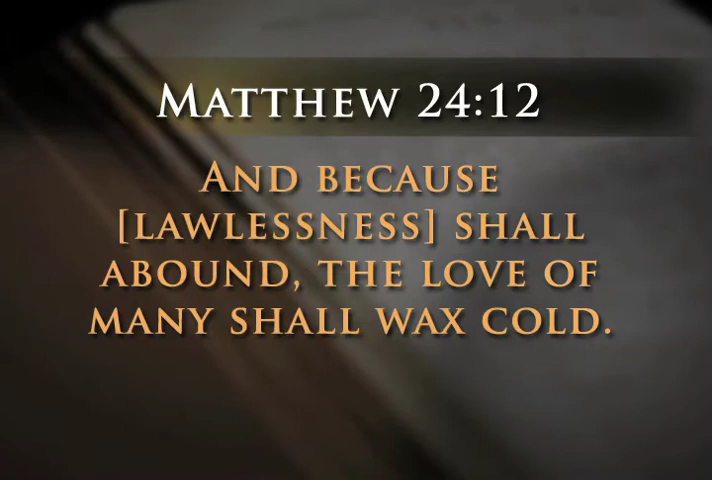 Matthew 24:12
And because
[lawlessness] shall
abound, the love of
many shall wax cold.